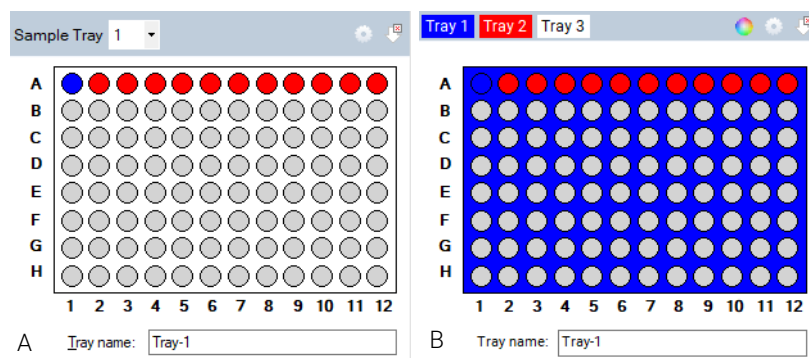 Sample Tray 1
A
B
C
D
E
F
G
H
1 2 3 4 5 6 7 8 9 10 11 12
A Tray name: Tray-1
Tray 1 Tray 2 Tray 3
A
B
C
D
E
F
G
H
1 2 3 4 5 6 7 8 9 10 11 12
B Tray name: Tray-1